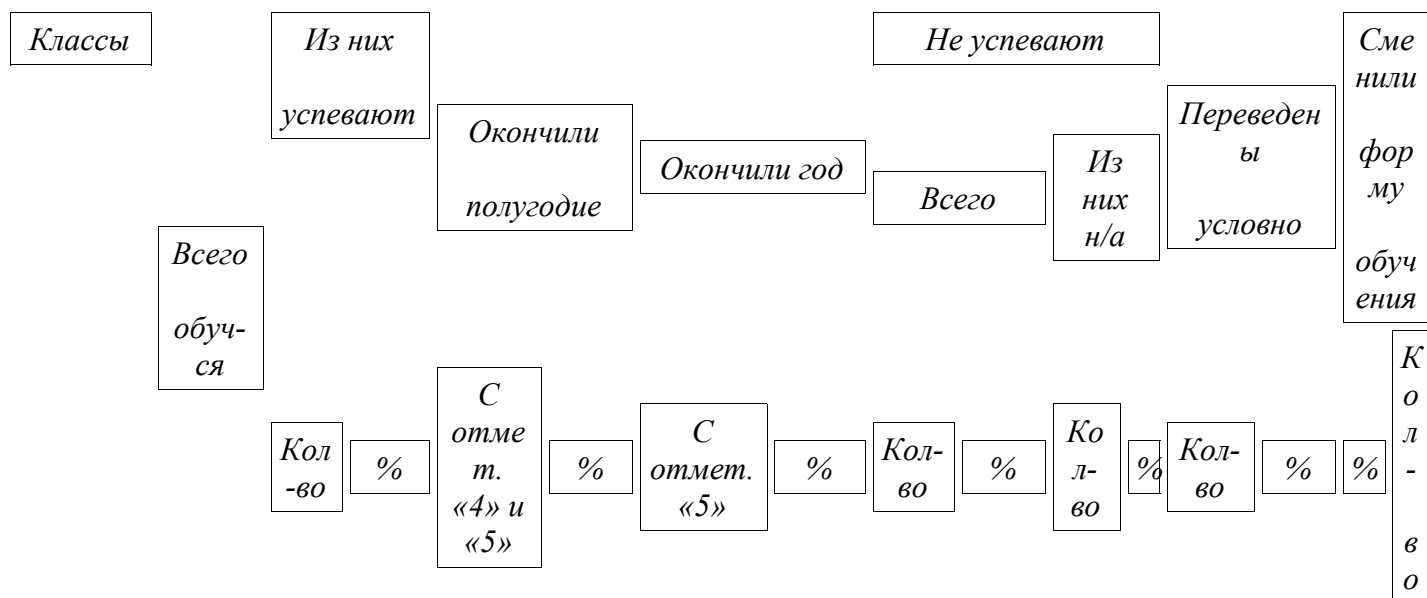 Классы
Всего
обуч-
ся
Из них
успевают
Окончили
полугодие
Окончили год
Не успевают
Всего
Из
них
н/а
Переведен
ы
условно
Сме
нили
фор
му
обуч
ения
Кол
-во
%
С
отме
т.
«4» и
«5»
%
С
отмет.
«5»
%
Кол-
во
%
Ко
л-
во
%
Кол-
во
%
%
К
о
л
-
в
о